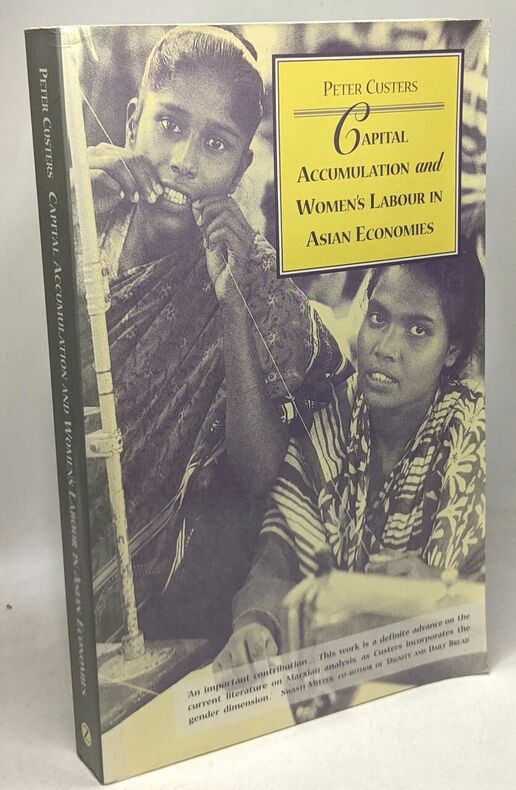 PETER CUSTERS
CAPITAL
ACCUMULATION and
WOMEN'S LABOUR IN
ASIAN ECONOMIES
PETER CUSTERS CAPITAL ACCUMULATION AND WOMEN'S LABOUR IN ASIAN ECONOMIES
Z
'An important contribution...This work is a definite advance on the
current literature on Marxian analysis, as Custers incorporates the
gender dimension.' SWASTI MITTER, CO-AUTHOR OF 'DIGNITY AND DAILY BREAD'